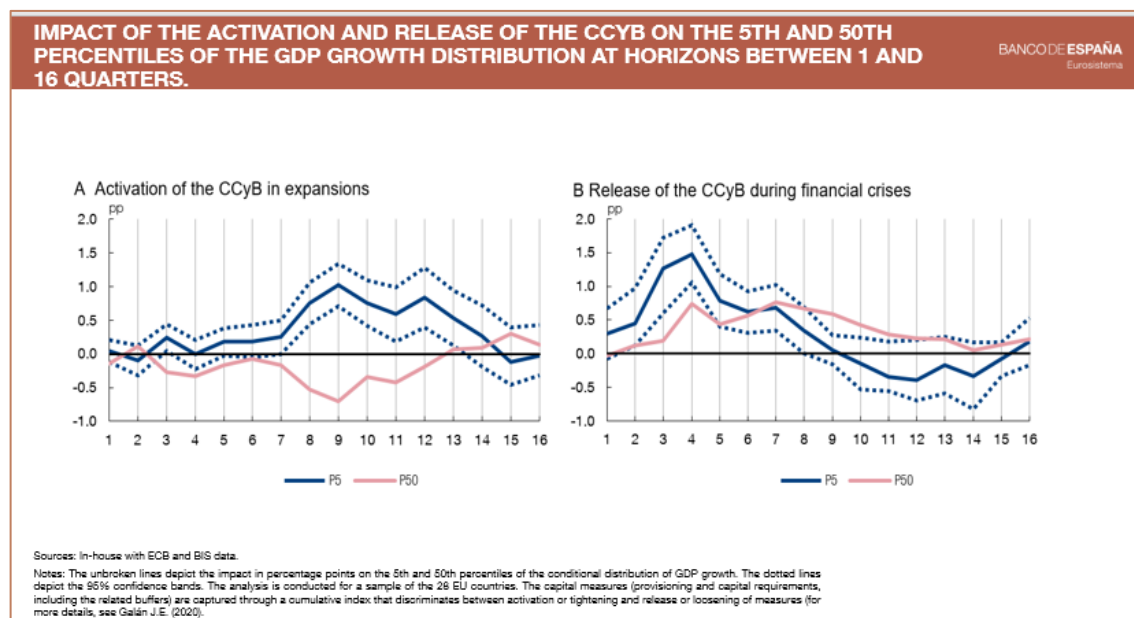 IMPACT OF THE ACTIVATION AND RELEASE OF THE CCYB ON THE 5TH AND 50TH
PERCENTILES OF THE GDP GROWTH DISTRIBUTION AT HORIZONS BETWEEN 1 AND
16 QUARTERS.
BANCO DE ESPAÑA
Eurosistema
A Activation of the CCyB in expansions
pp
2.0
1.5
1.0
0.5
0.0
-0.5
-1.0
1 2 3 4 5 6 7 8 9 10 11 12 13 14 15 16
P5 P50
B Release of the CCyB during financial crises
pp
2.0
1.5
1.0
0.5
0.0
-0.5
-1.0
1 2 3 4 5 6 7 8 9 10 11 12 13 14 15 16
P5 P50
Sources: In-house with ECB and BIS data.
Notes: The unbroken lines depict the impact in percentage points on the 5th and 50th percentiles of the conditional distribution of GDP growth. The dotted lines
depict the 95% confidence bands. The analysis is conducted for a sample of the 28 EU countries. The capital measures (provisioning and capital requirements,
including the related buffers) are captured through a cumulative index that discriminates between activation or tightening and release or loosening of measures (for
more details, see Galán J.E. (2020).